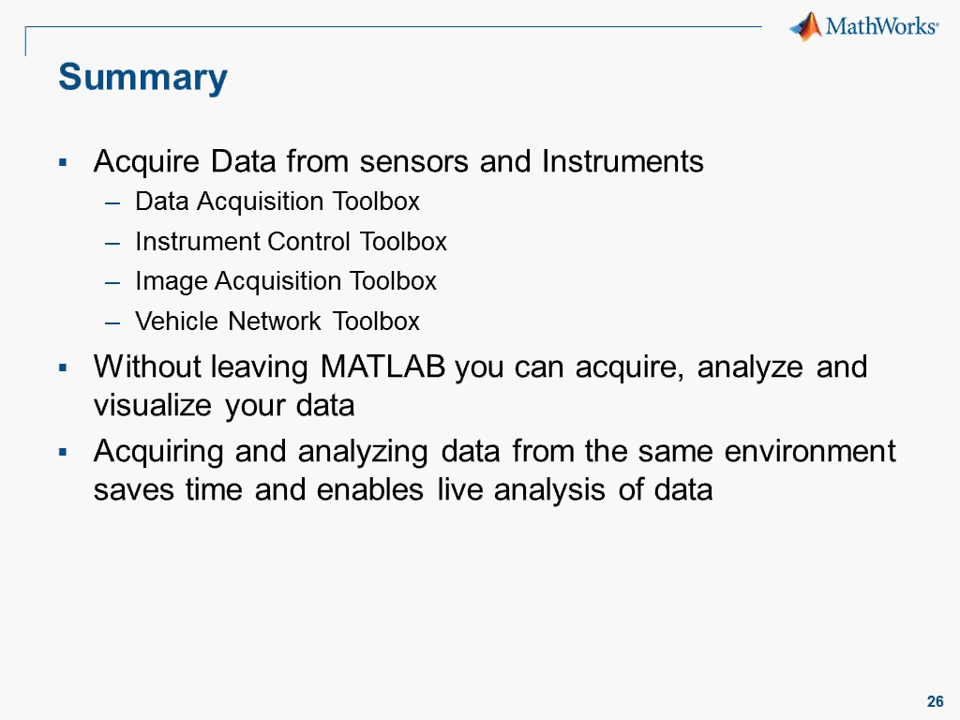 MathWorks®
Summary
▪ Acquire Data from sensors and Instruments
– Data Acquisition Toolbox
– Instrument Control Toolbox
– Image Acquisition Toolbox
– Vehicle Network Toolbox
▪ Without leaving MATLAB you can acquire, analyze and
visualize your data
▪ Acquiring and analyzing data from the same environment
saves time and enables live analysis of data
26